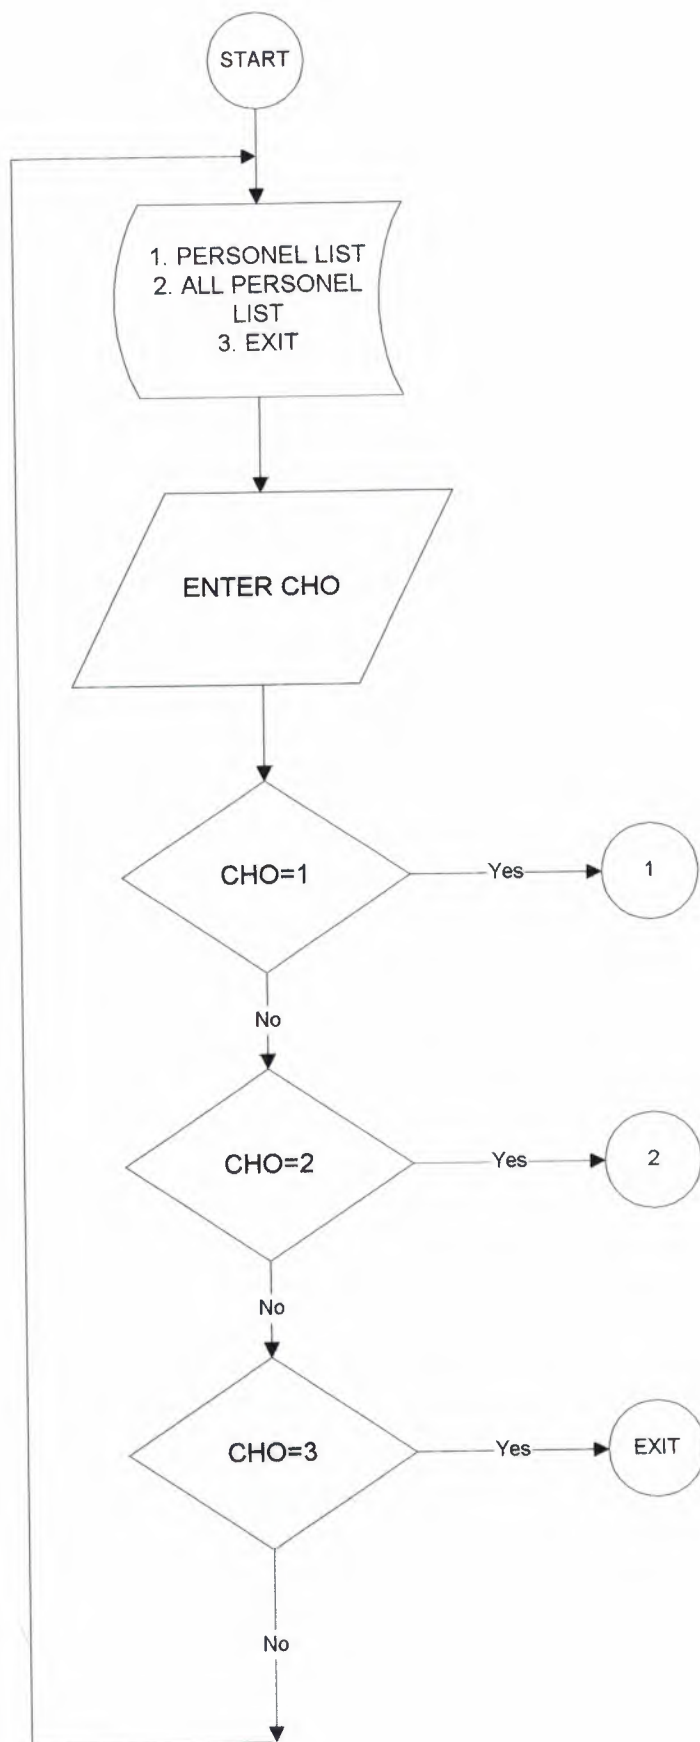 START
1. PERSONEL LIST
2. ALL PERSONEL
LIST
3. EXIT
ENTER CHO
CHO=1
Yes
1
No
CHO=2
Yes
2
No
CHO=3
Yes
EXIT
No